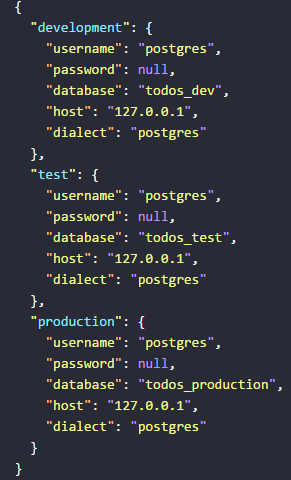 {
"development": {
"username": "postgres",
"password": null,
"database": "todos_dev",
"host": "127.0.0.1",
"dialect": "postgres"
},
"test": {
"username": "postgres",
"password": null,
"database": "todos_test",
"host": "127.0.0.1",
"dialect": "postgres"
},
"production": {
"username": "postgres",
"password": null,
"database": "todos_production",
"host": "127.0.0.1",
"dialect": "postgres"
}
}